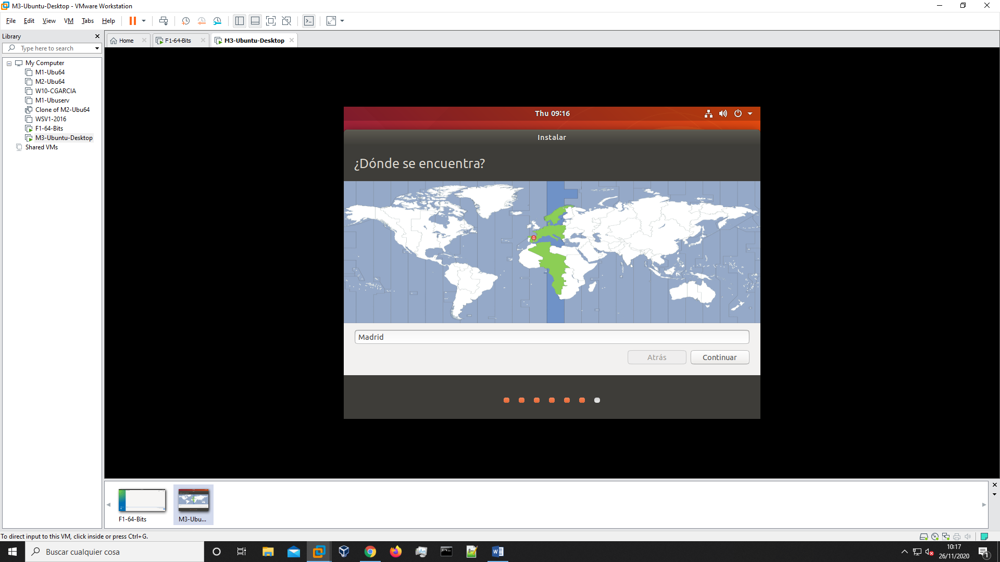 M3-Ubuntu-Desktop - VMware Workstation
File Edit View VM Tabs Help
Library
Type here to search
Home
F1-64-Bits
M3-Ubuntu-Desktop
My Computer
M1-Ubu64
M2-Ubu64
W10-CGARCIA
M1-Ubuserv
Clone of M2-Ubu64
WSV1-2016
F1-64-Bits
M3-Ubuntu-Desktop
Shared VMs
Thu 09:16
Instalar
¿Dónde se encuentra?
Madrid
Atrás
Continuar
F1-64-Bits
M3-Ubu...
To direct input to this VM, click inside or press Ctrl+G.
Buscar cualquier cosa
10:17
26/11/2020
1